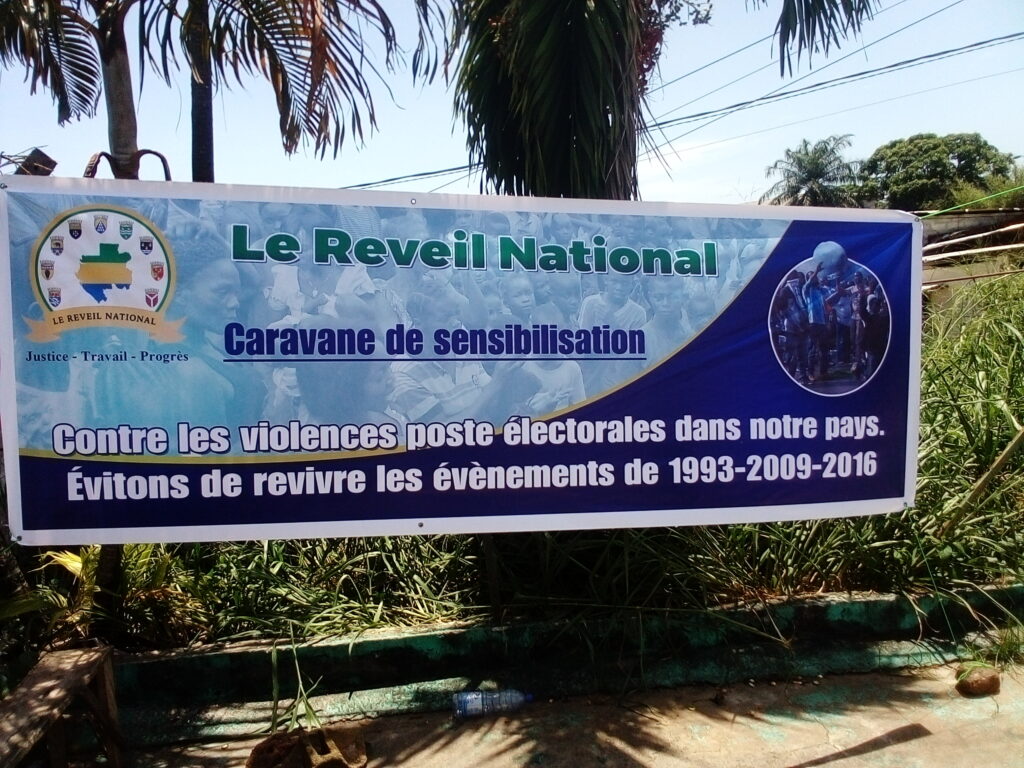 Le Reveil National
LE REVEIL NATIONAL
Justice - Travail - Progrès
Caravane de sensibilisation
Contre les violences poste électorales dans notre pays.
Évitons de revivre les évènements de 1993-2009-2016